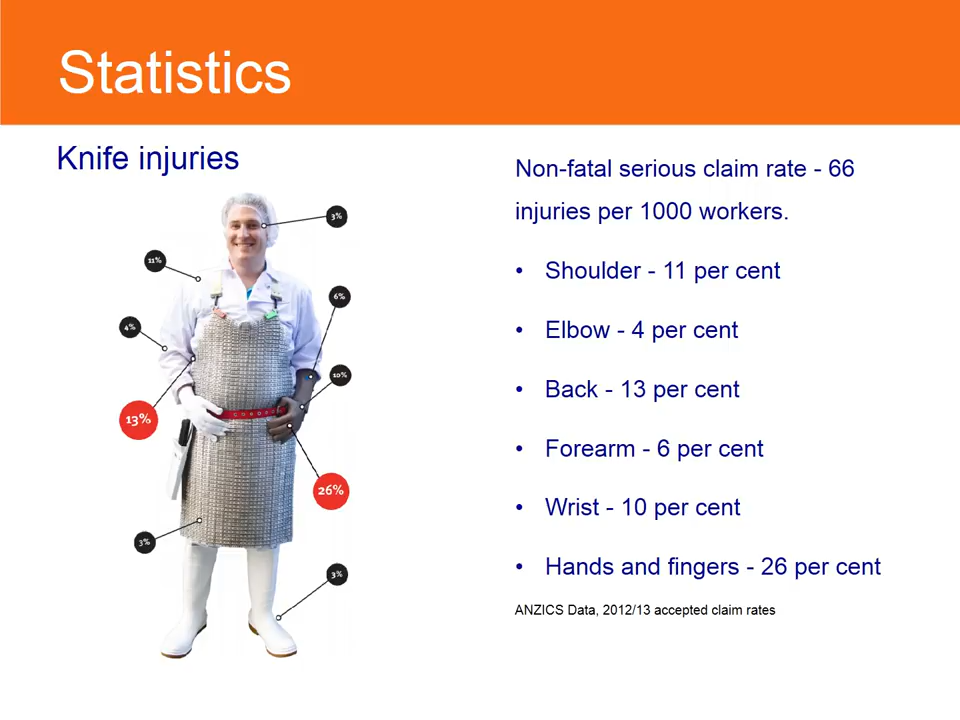 Statistics
Knife injuries
3%
11%
6%
4%
10%
13%
26%
3%
3%
Non-fatal serious claim rate - 66
injuries per 1000 workers.
• Shoulder - 11 per cent
• Elbow - 4 per cent
• Back - 13 per cent
• Forearm - 6 per cent
• Wrist - 10 per cent
• Hands and fingers - 26 per cent
ANZICS Data, 2012/13 accepted claim rates